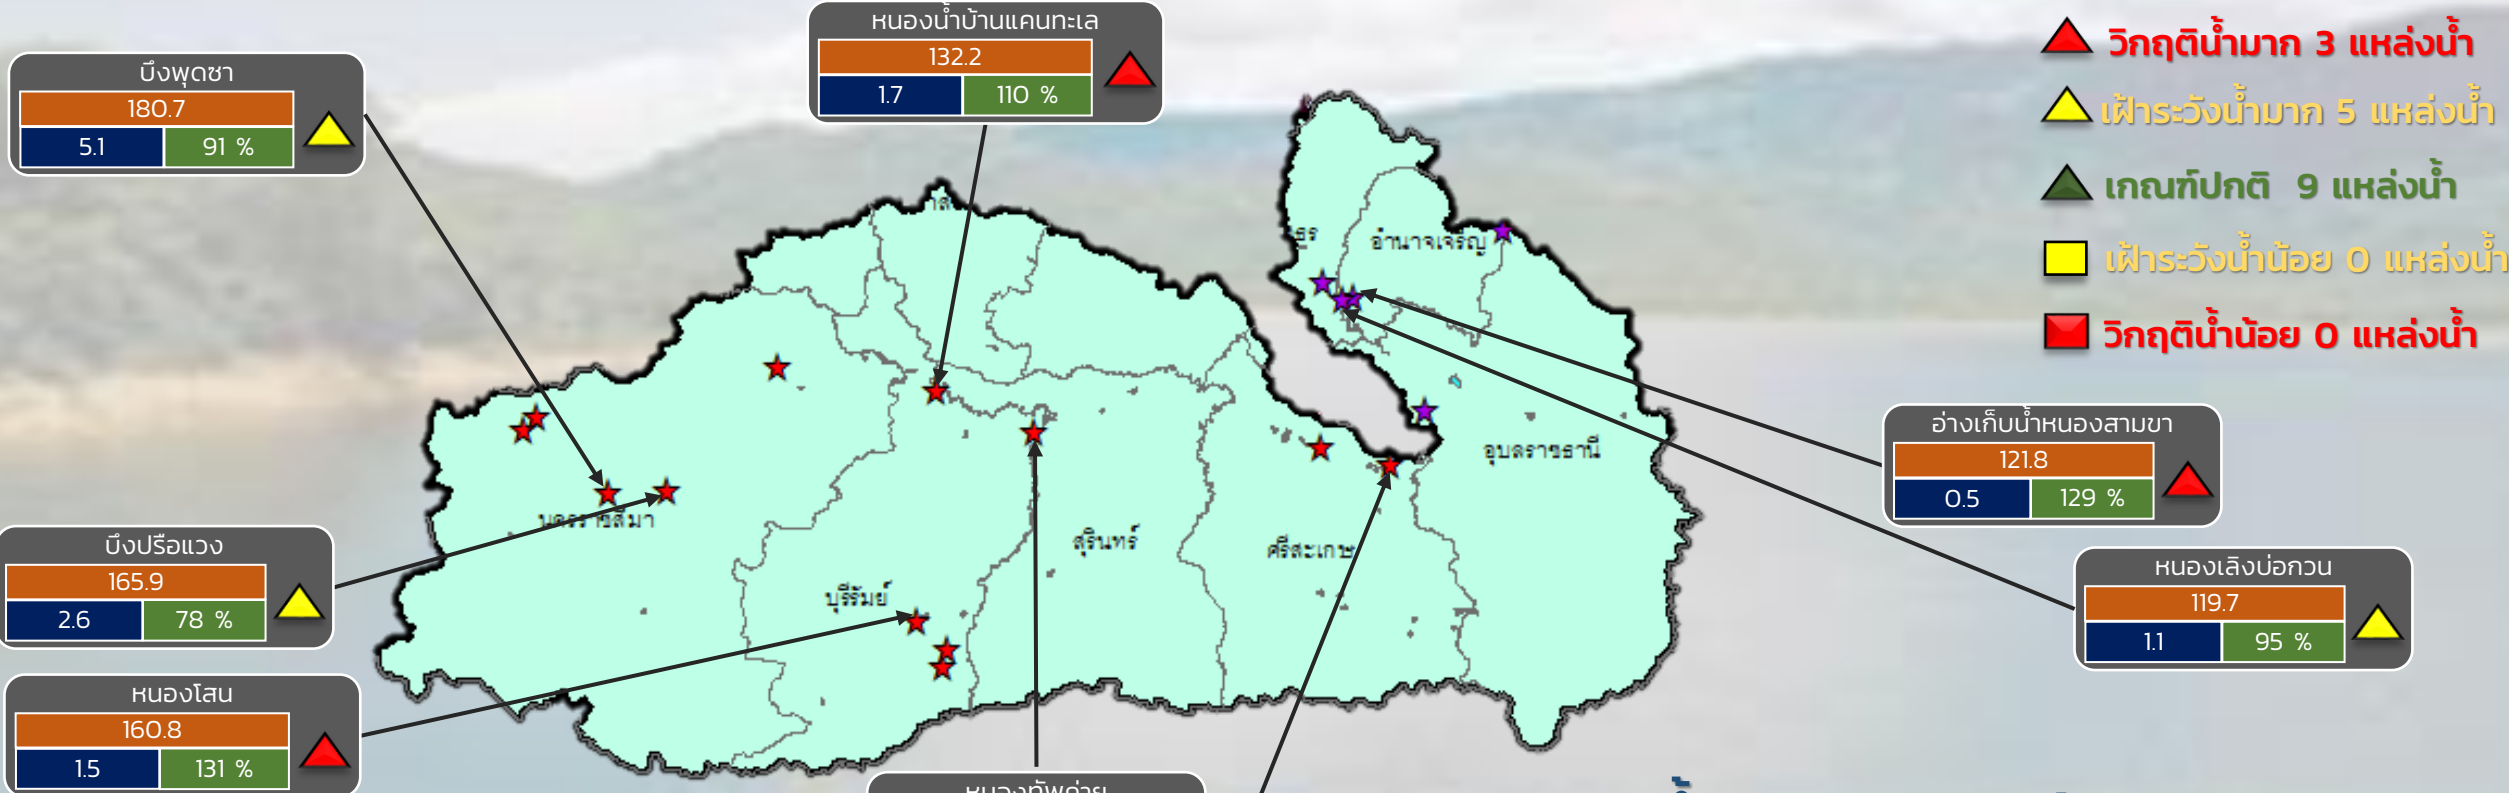 หนองน้ำบ้านแคนทะเล
132.2
1.7 110 %
บึงพุดซา
180.7
5.1 91 %
วิกฤติน้ำมาก 3 แหล่งน้ำ
เฝ้าระวังน้ำมาก 5 แหล่งน้ำ
เกณฑ์ปกติ 9 แหล่งน้ำ
เฝ้าระวังน้ำน้อย 0 แหล่งน้ำ
วิกฤติน้ำน้อย 0 แหล่งน้ำ
อำนาจเจริญ
อุบลราชธานี
นครราชสีมา
สุรินทร์
ศรีสะเกษ
บุรีรัมย์
อ่างเก็บน้ำหนองสามขา
121.8
0.5 129 %
บึงปรือแวง
165.9
2.6 78 %
หนองเลิงบ่อกวน
119.7
1.1 95 %
หนองโสน
160.8
1.5 131 %